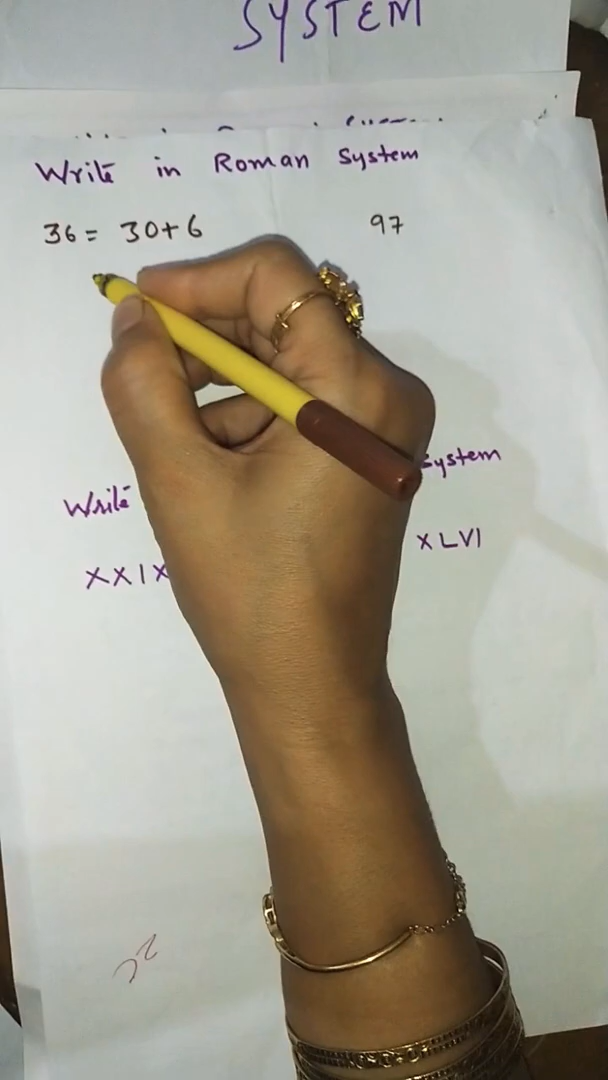 SYSTEM
Write in Roman System
36 = 30+6 97
Write System
XXIX XLVI